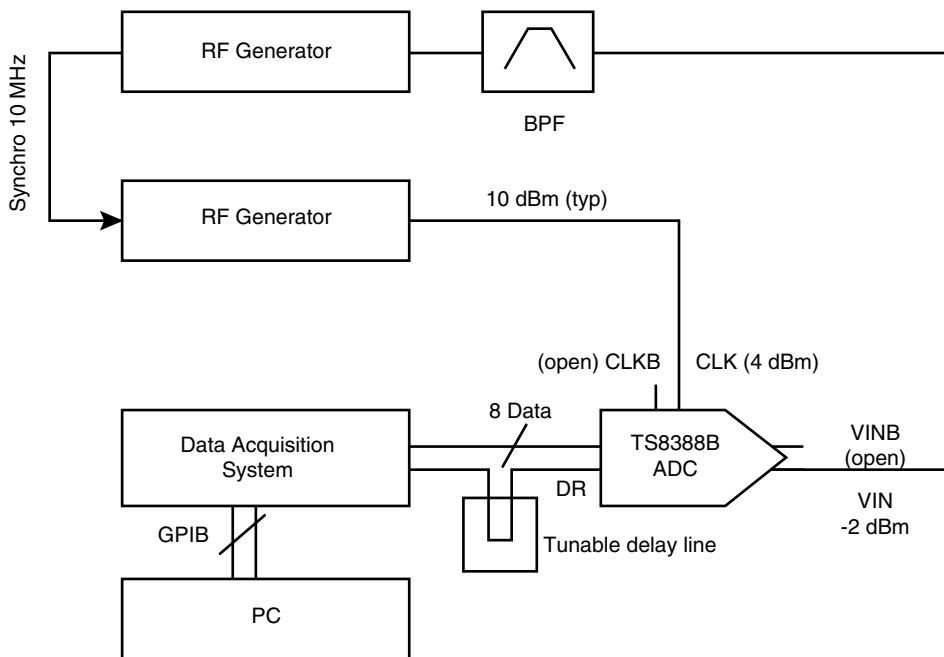 RF Generator
BPF
Synchro 10 MHz
RF Generator
10 dBm (typ)
(open) CLKB
CLK (4 dBm)
8 Data
Data Acquisition
System
TS8388B
ADC
VINB
(open)
DR
VIN
-2 dBm
GPIB
Tunable delay line
PC